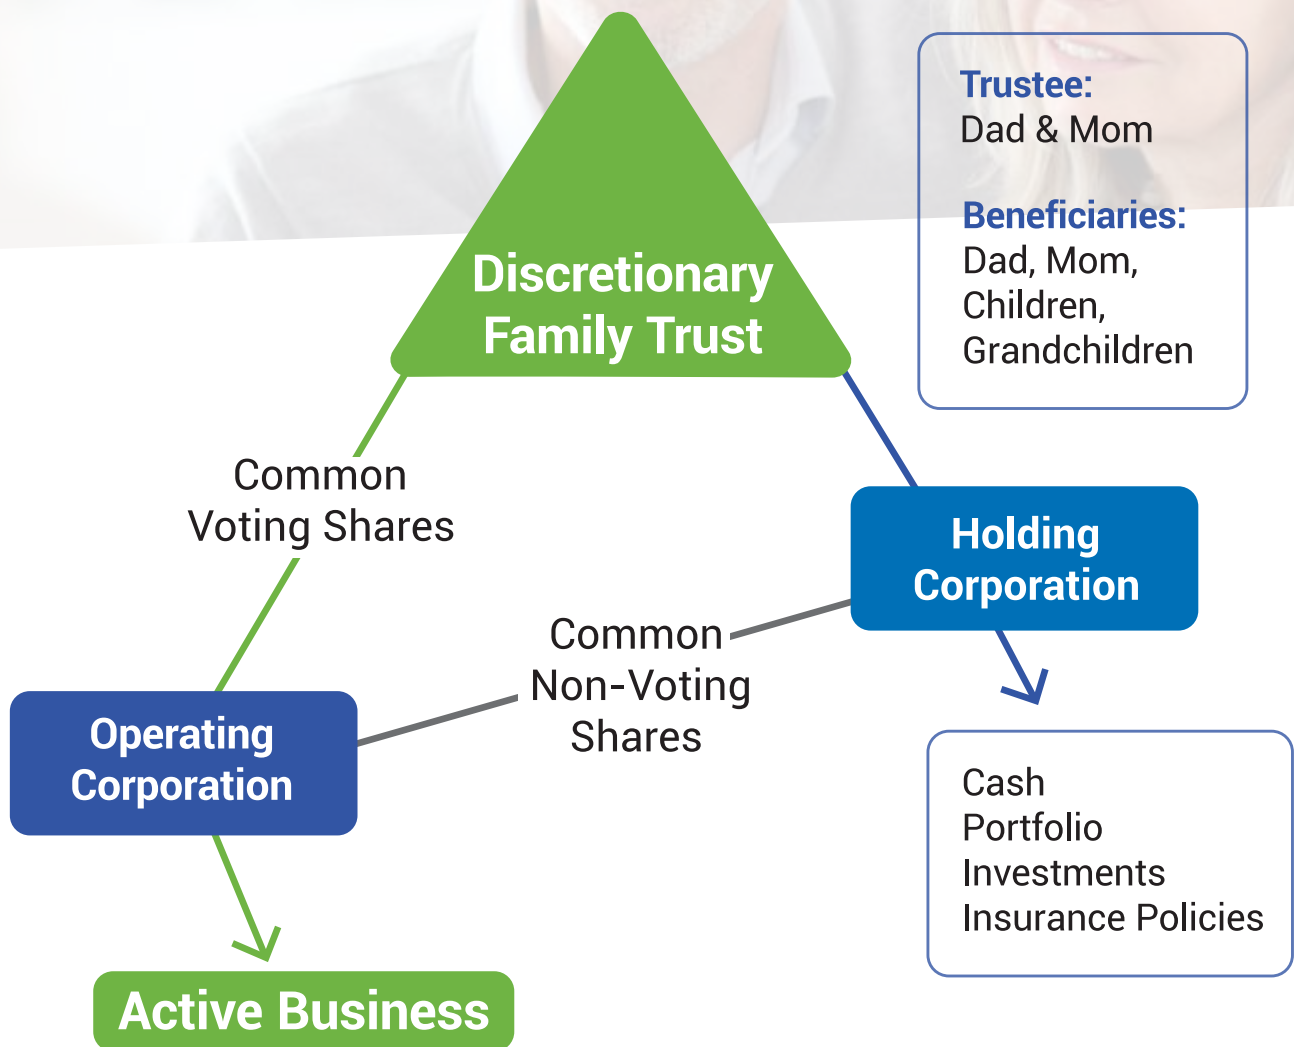 Trustee:
Dad & Mom
Beneficiaries:
Dad, Mom,
Children,
Grandchildren
Discretionary
Family Trust
Common
Voting Shares
Holding
Corporation
Common
Non-Voting
Shares
Operating
Corporation
Cash
Portfolio
Investments
Insurance Policies
Active Business